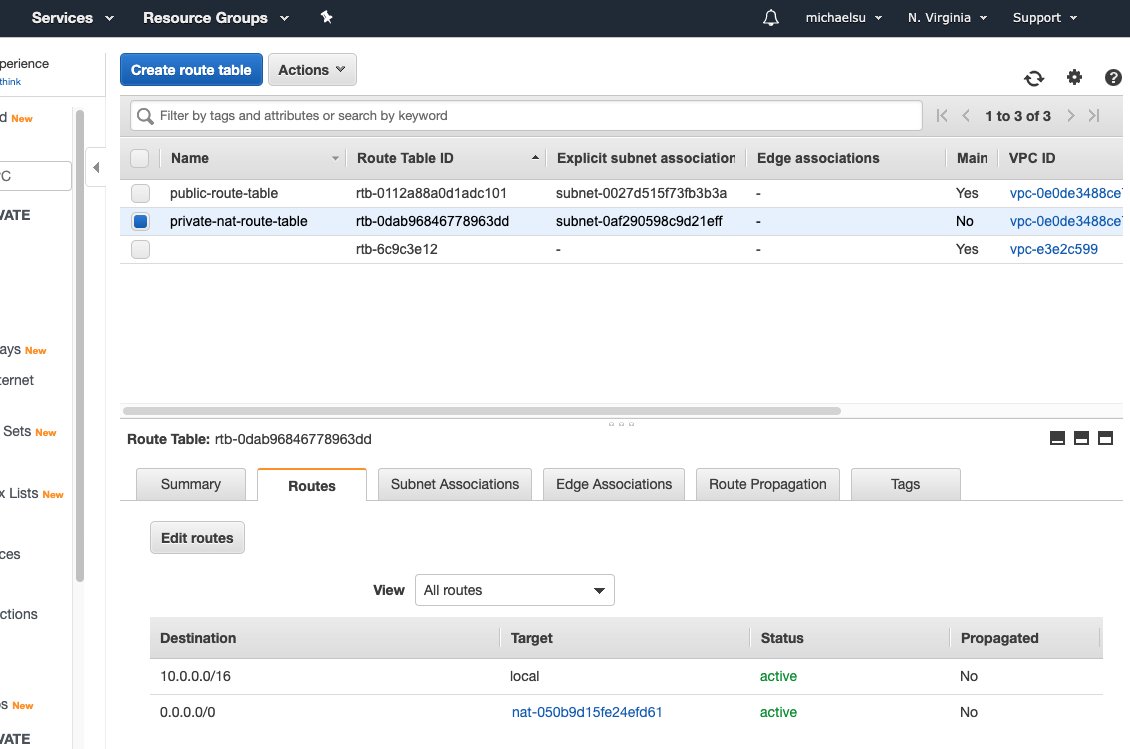 Services Resource Groups michaelsu N. Virginia Support
perience
think
Create route table Actions
d New
Filter by tags and attributes or search by keyword 1 to 3 of 3
PC
VATE
Name Route Table ID Explicit subnet association Edge associations Main VPC ID
public-route-table rtb-0112a88a0d1adc101 subnet-0027d515f73fb3b3a - Yes vpc-0e0de3488ce7
private-nat-route-table rtb-0dab96846778963dd subnet-0af290598c9d21eff - No vpc-0e0de3488ce7
rtb-6c9c3e12 - - Yes vpc-e3e2c599
ays New
ternet
Sets New
x Lists New
ces
ctions
s New
VATE
Route Table: rtb-0dab96846778963dd
Summary Routes Subnet Associations Edge Associations Route Propagation Tags
Edit routes
View All routes
Destination Target Status Propagated
10.0.0.0/16 local active No
0.0.0.0/0 nat-050b9d15fe24efd61 active No